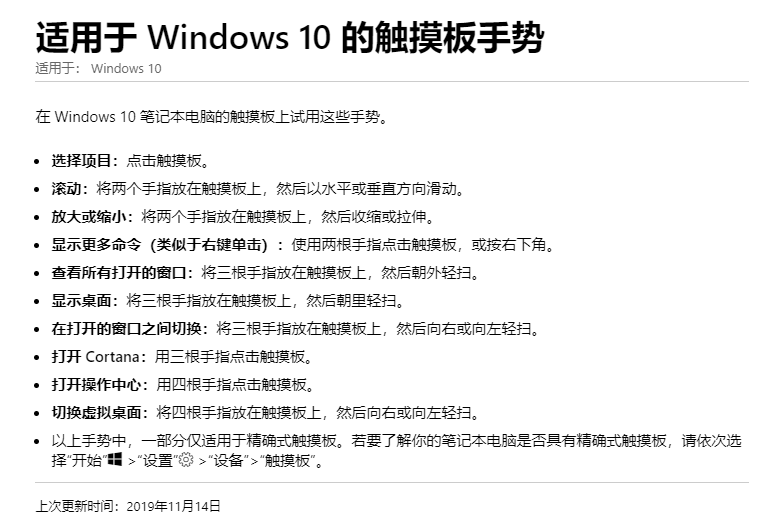 适用于 Windows 10 的触摸板手势
适用于： Windows 10
在 Windows 10 笔记本电脑的触摸板上试用这些手势。
选择项目：点击触摸板。
滚动：将两个手指放在触摸板上，然后以水平或垂直方向滑动。
放大或缩小：将两个手指放在触摸板上，然后收缩或拉伸。
显示更多命令（类似于右键单击）：使用两根手指点击触摸板，或按右下角。
查看所有打开的窗口：将三根手指放在触摸板上，然后朝外轻扫。
显示桌面：将三根手指放在触摸板上，然后朝里轻扫。
在打开的窗口之间切换：将三根手指放在触摸板上，然后向右或向左轻扫。
打开 Cortana：用三根手指点击触摸板。
打开操作中心：用四根手指点击触摸板。
切换虚拟桌面：将四根手指放在触摸板上，然后向右或向左轻扫。
以上手势中，一部分仅适用于精确式触摸板。若要了解你的笔记本电脑是否具有精确式触摸板，请依次选
择“开始” >“设置” >“设备”>“触摸板”。
上次更新时间：2019年11月14日